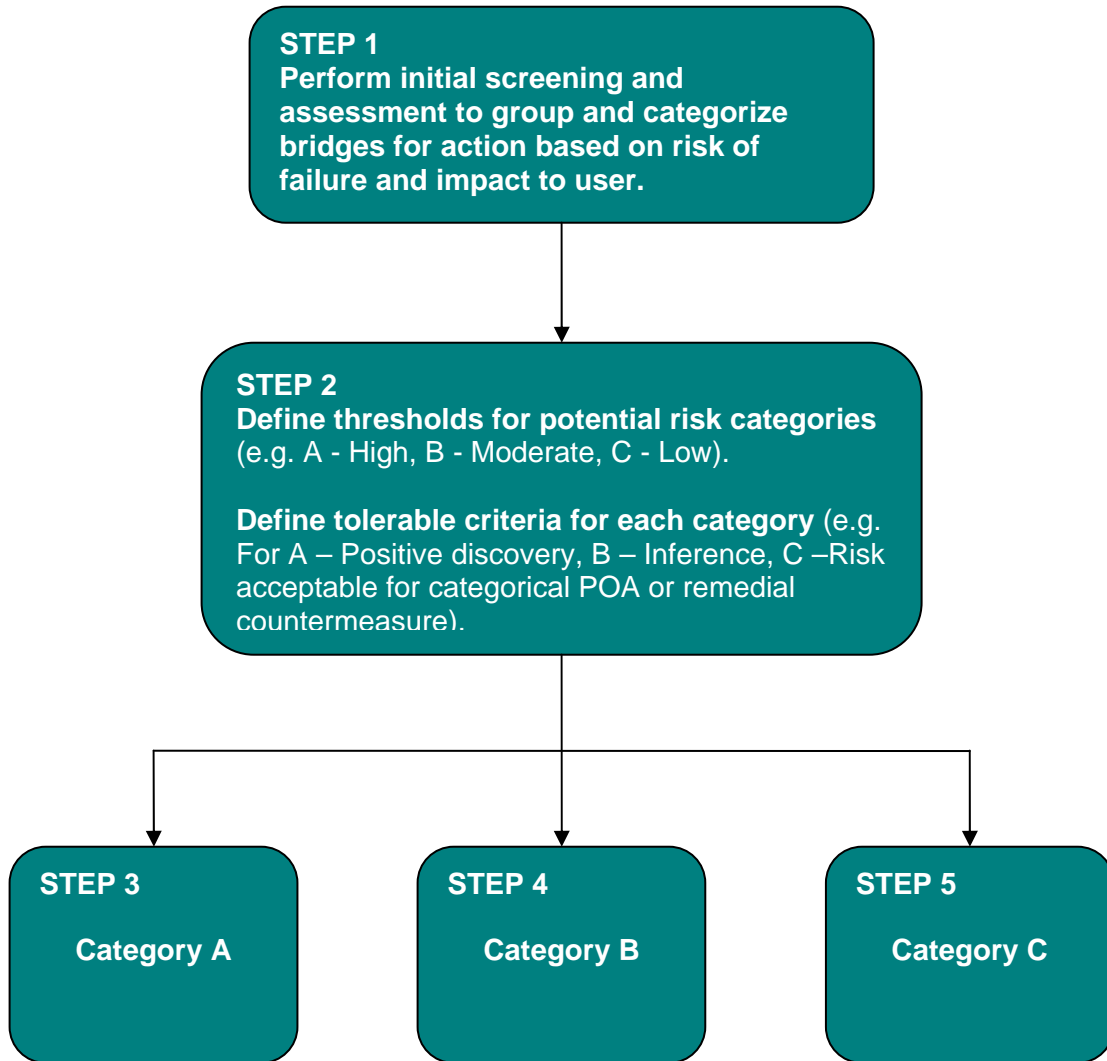 STEP 1
Perform initial screening and
assessment to group and categorize
bridges for action based on risk of
failure and impact to user.
STEP 2
Define thresholds for potential risk categories
(e.g. A - High, B - Moderate, C - Low).
Define tolerable criteria for each category (e.g.
For A – Positive discovery, B – Inference, C –Risk
acceptable for categorical POA or remedial
countermeasure).
STEP 3
Category A
STEP 4
Category B
STEP 5
Category C